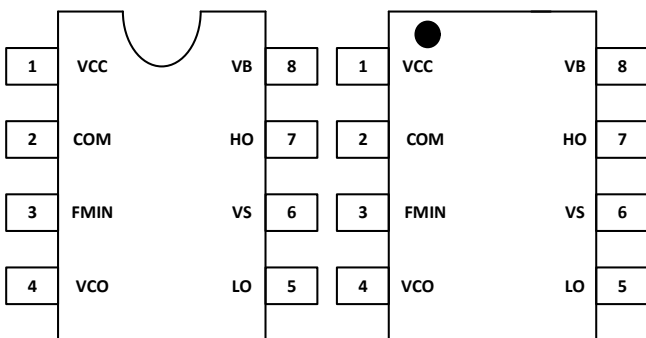 1 VCC VB 8 1 VCC VB 8
2 COM HO 7 2 COM HO 7
3 FMIN VS 6 3 FMIN VS 6
4 VCO LO 5 4 VCO LO 5